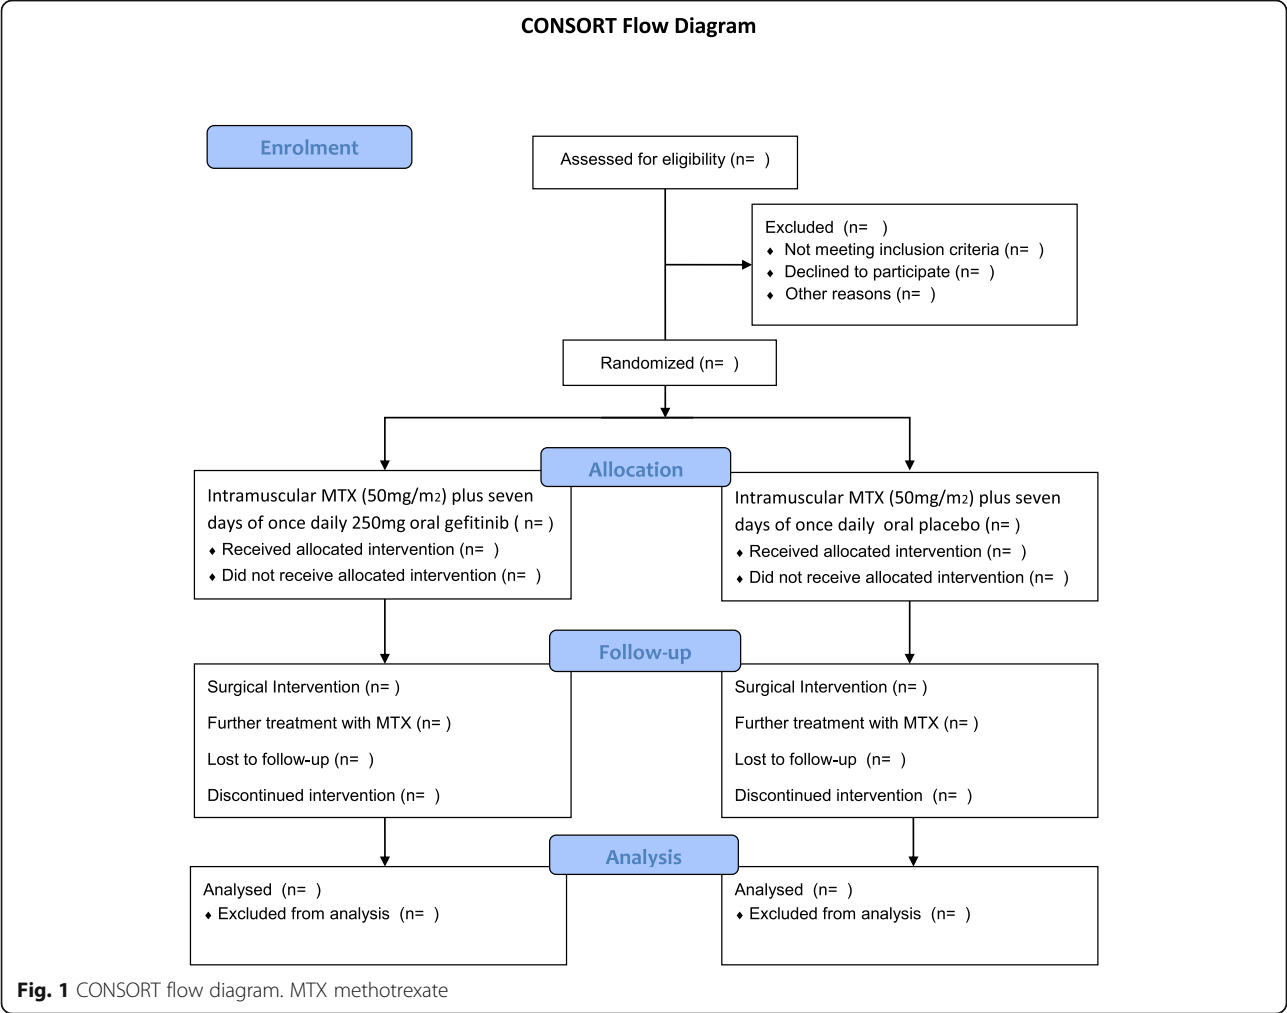 CONSORT Flow Diagram
Enrolment
Assessed for eligibility (n=  )
Excluded  (n=   )
♦ Not meeting inclusion criteria (n=  )
♦ Declined to participate (n=  )
♦ Other reasons (n=  )
Randomized (n=  )
Allocation
Intramuscular MTX (50mg/m2) plus seven
days of once daily 250mg oral gefitinib ( n= )
♦ Received allocated intervention (n=  )
♦ Did not receive allocated intervention (n=  )
Intramuscular MTX (50mg/m2) plus seven
days of once daily  oral placebo (n= )
♦ Received allocated intervention (n=  )
♦ Did not receive allocated intervention (n=  )
Follow-up
Surgical Intervention (n= )
Further treatment with MTX (n= )
Lost to follow-up (n=  )
Discontinued intervention (n=  )
Surgical Intervention (n= )
Further treatment with MTX (n= )
Lost to follow-up  (n=  )
Discontinued intervention  (n=  )
Analysis
Analysed  (n=  )
♦ Excluded from analysis  (n=  )
Analysed  (n=  )
♦ Excluded from analysis  (n=  )
Fig. 1 CONSORT flow diagram. MTX methotrexate